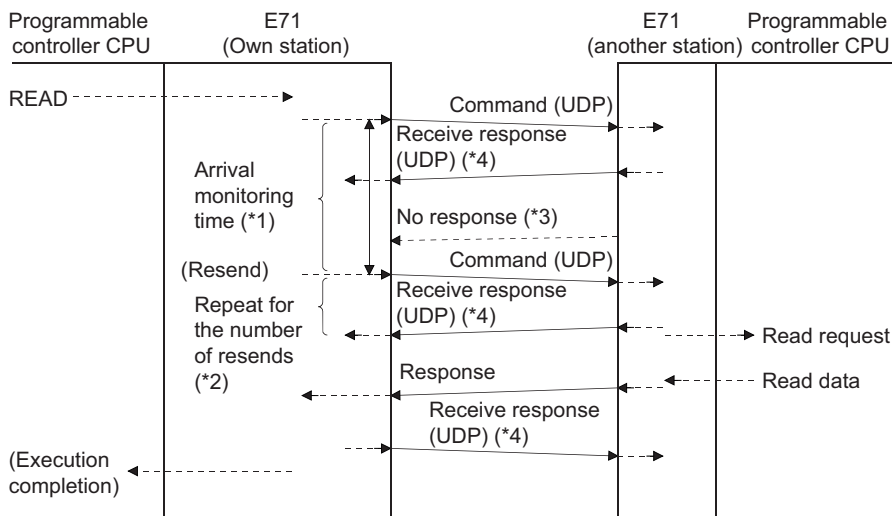 Programmable
controller CPU
E71
(Own station)
E71
(another station)
Programmable
controller CPU
READ
Command (UDP)
Receive response
(UDP) (*4)
Arrival
monitoring
time (*1)
No response (*3)
(Resend)
Command (UDP)
Repeat for
the number
of resends
(*2)
Receive response
(UDP) (*4)
Read request
Response
Read data
Receive response
(UDP) (*4)
(Execution
completion)